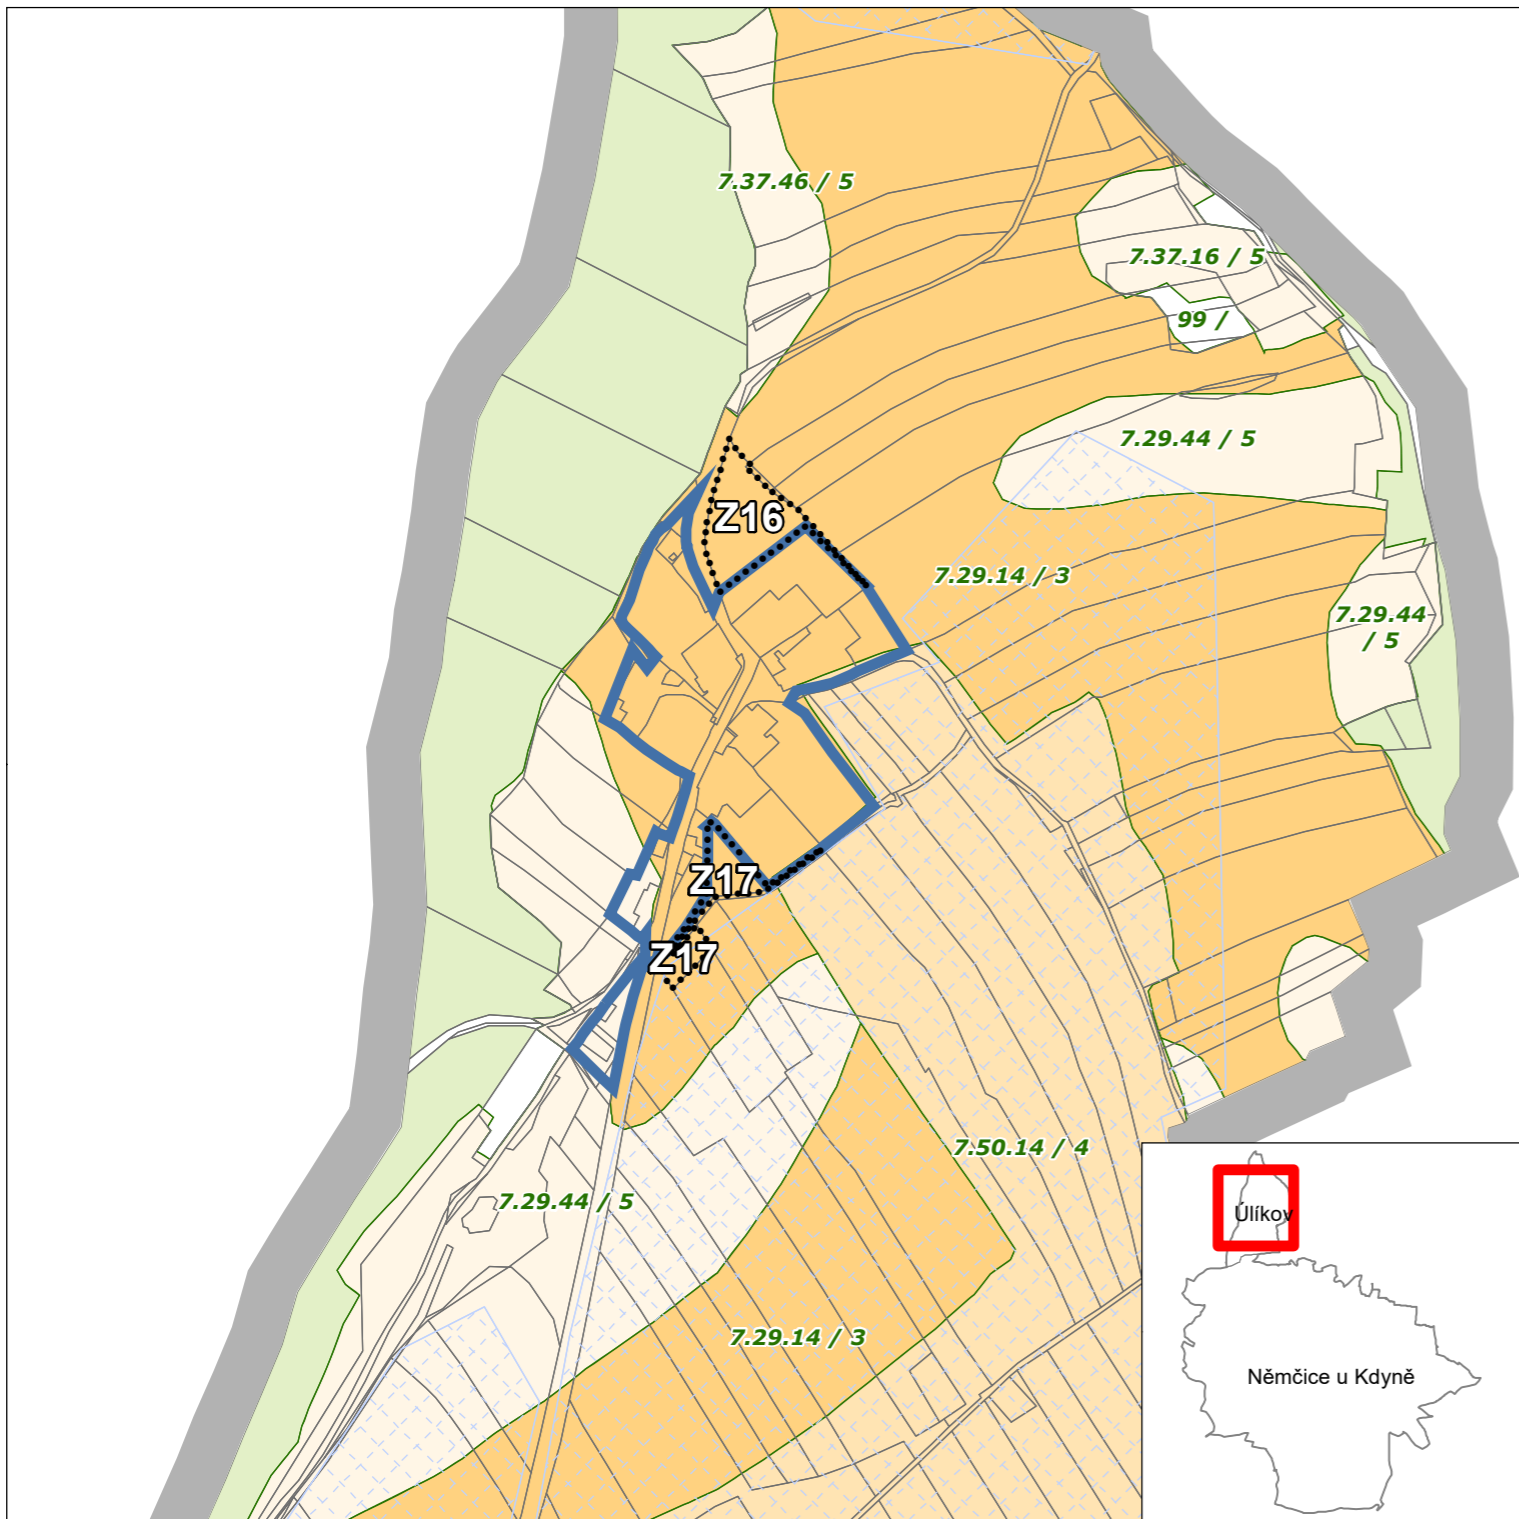 7.37.46 / 5
7.37.16 / 5
99 /
7.29.44 / 5
Z16
7.29.14 / 3
7.29.44
/ 5
Z17
Z17
7.50.14 / 4
7.29.44 / 5
Úlíkov
7.29.14 / 3
Němčice u Kdyně